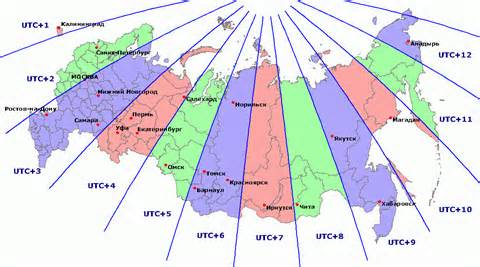 UTC+1
Калининград
Санкт-Петербург
Анадырь
UTC+12
UTC+2
МОСКВА
Нижний Новгород
Салехард
Норильск
Ростов-на-Дону
Пермь
Магадан
UTC+11
Самара
Уфа
Екатеринбург
Якутск
UTC+3
Омск
Томск
UTC+4
Красноярск
Барнаул
Иркутск
Чита
Хабаровск
UTC+10
UTC+5
UTC+6
UTC+7
UTC+8
UTC+9